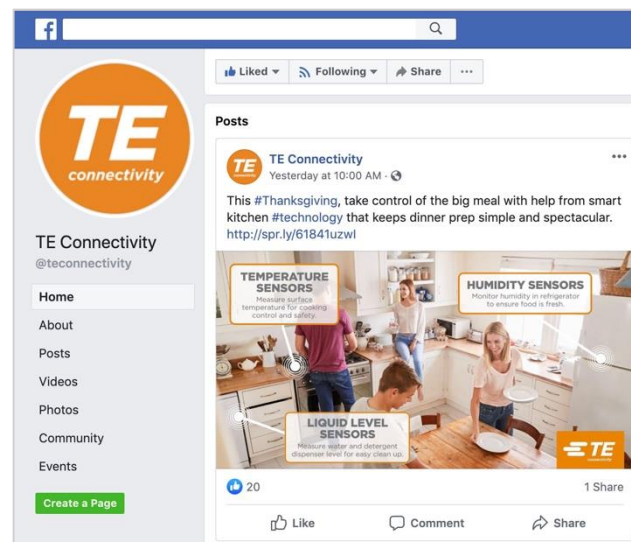 f
TE
connectivity
TE Connectivity
@teconnectivity
Home
About
Posts
Videos
Photos
Community
Events
Create a Page
Liked
Following
Share
Posts
TE
connectivity
TE Connectivity
Yesterday at 10:00 AM ·
This #Thanksgiving, take control of the big meal with help from smart
kitchen #technology that keeps dinner prep simple and spectacular.
http://spr.ly/61841uzwI
TEMPERATURE
SENSORS
Measure surface
temperature for cooking
control and safety.
HUMIDITY SENSORS
Monitor humidity in refrigerator
to ensure food is fresh.
LIQUID LEVEL
SENSORS
Measure water and detergent
dispenser level for easy clean up.
TE
connectivity
20
1 Share
Like
Comment
Share